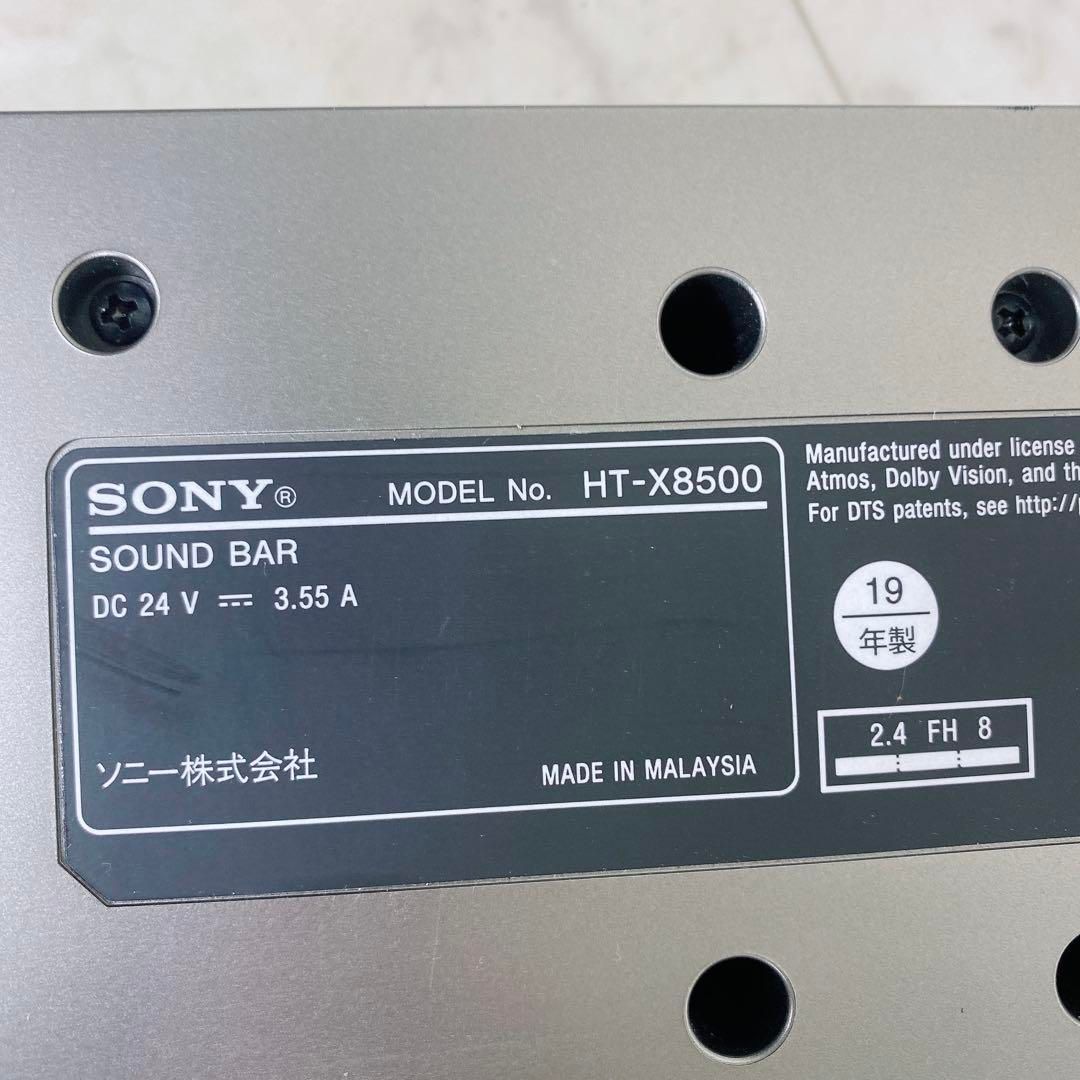 SONY® MODEL No. HT-X8500
SOUND BAR
DC 24 V ⎓ 3.55 A
ソニー株式会社
MADE IN MALAYSIA
Manufactured under license
Atmos, Dolby Vision, and
For DTS patents, see http://
19
年製
2.4 FH 8